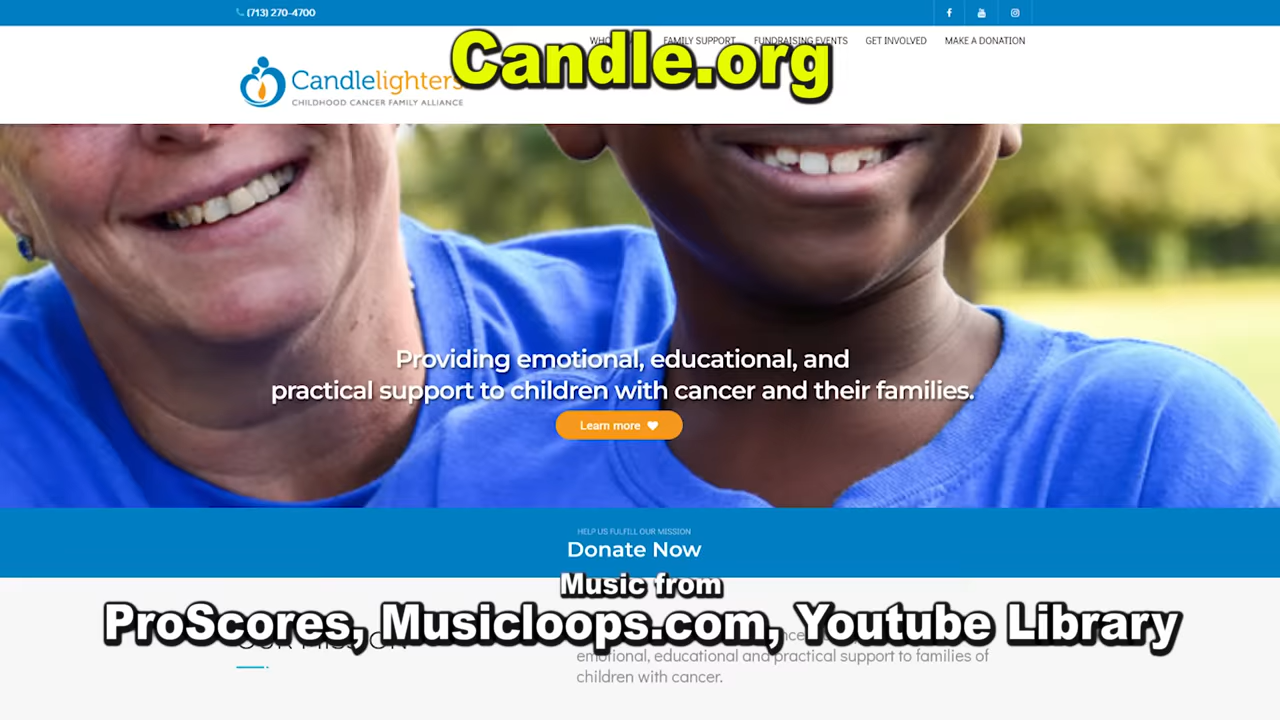 (713) 270-4700
WHO
FAMILY SUPPORT
FUNDRAISING EVENTS
GET INVOLVED
MAKE A DONATION
Candle.org
Candlelighters
CHILDHOOD CANCER FAMILY ALLIANCE
Providing emotional, educational, and
practical support to children with cancer and their families.
Learn more
HELP US FULFILL OUR MISSION
Donate Now
Music from
ProScores, Musicloops.com, Youtube Library
OUR MISSION
emotional, educational and practical support to families of
children with cancer.